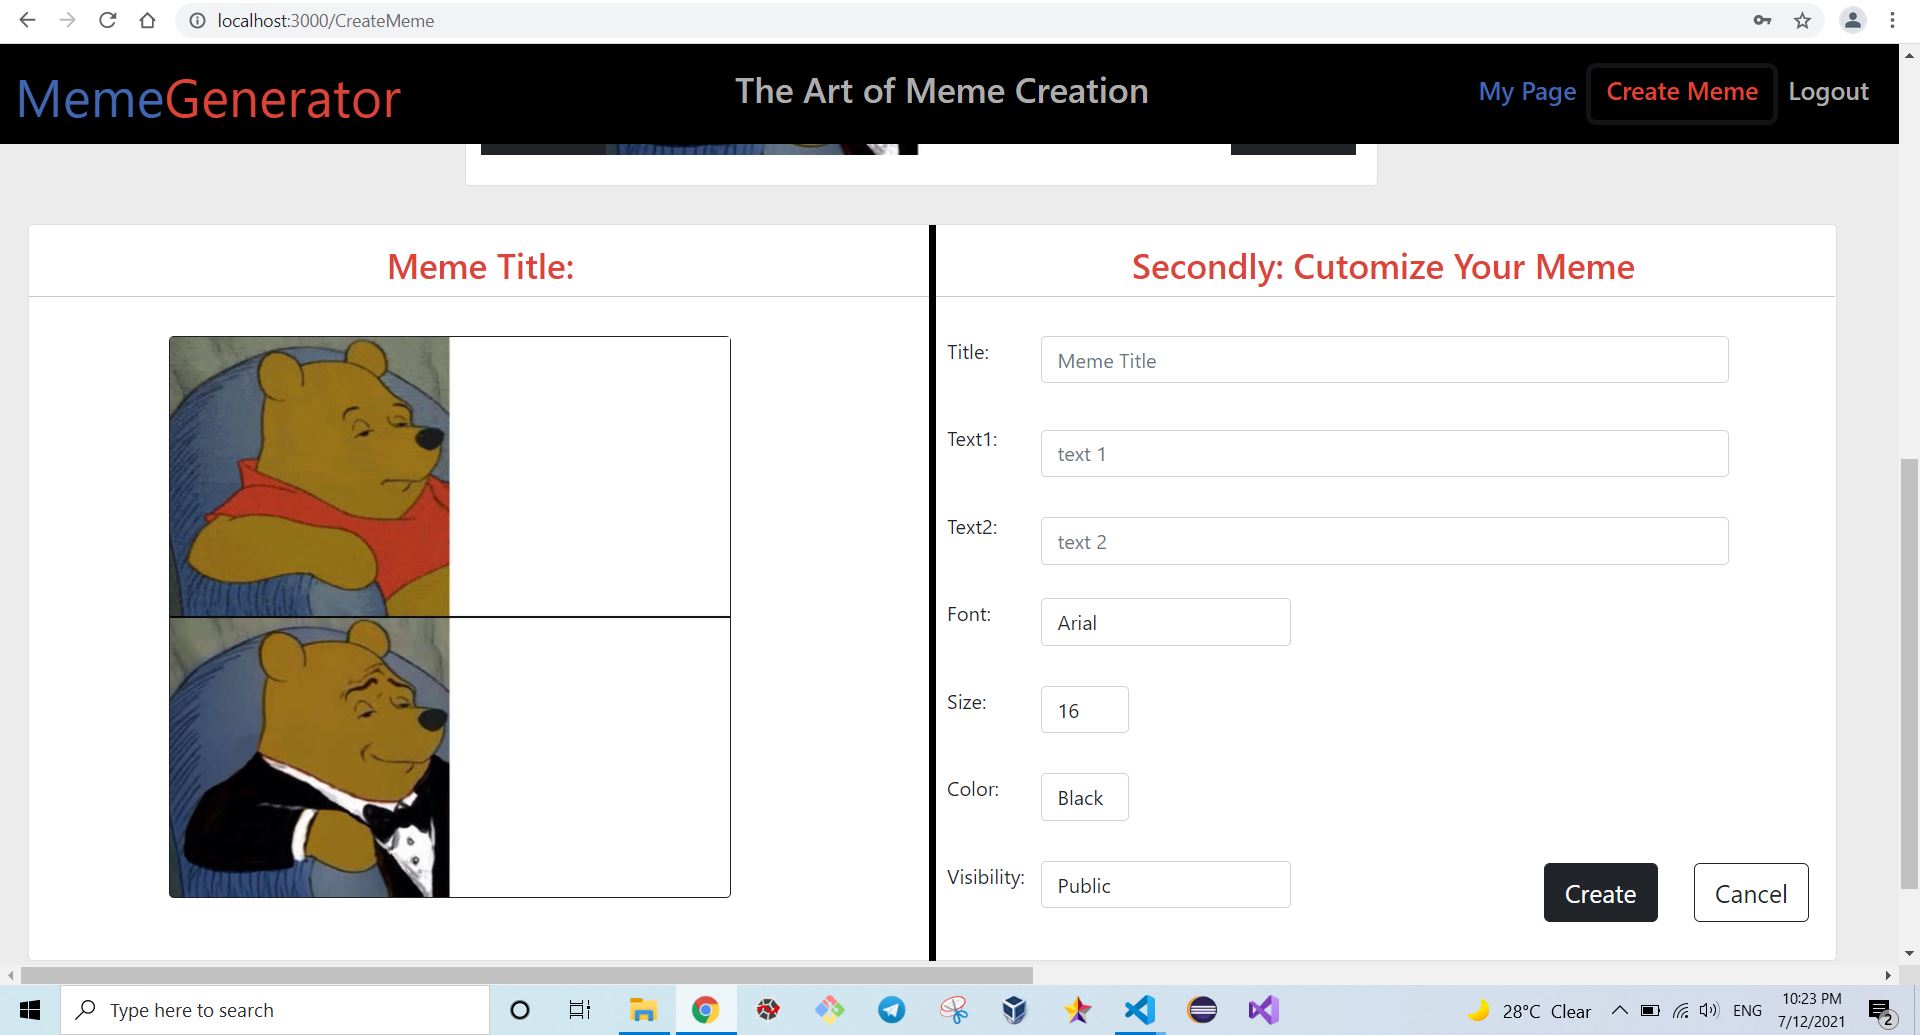 localhost:3000/CreateMeme
MemeGenerator
The Art of Meme Creation
My Page
Create Meme
Logout
Meme Title:
Secondly: Cutomize Your Meme
Title:
Meme Title
Text1:
text 1
Text2:
text 2
Font:
Arial
Size:
16
Color:
Black
Visibility:
Public
Create
Cancel
Type here to search
28°C Clear
ENG
10:23 PM
7/12/2021
2